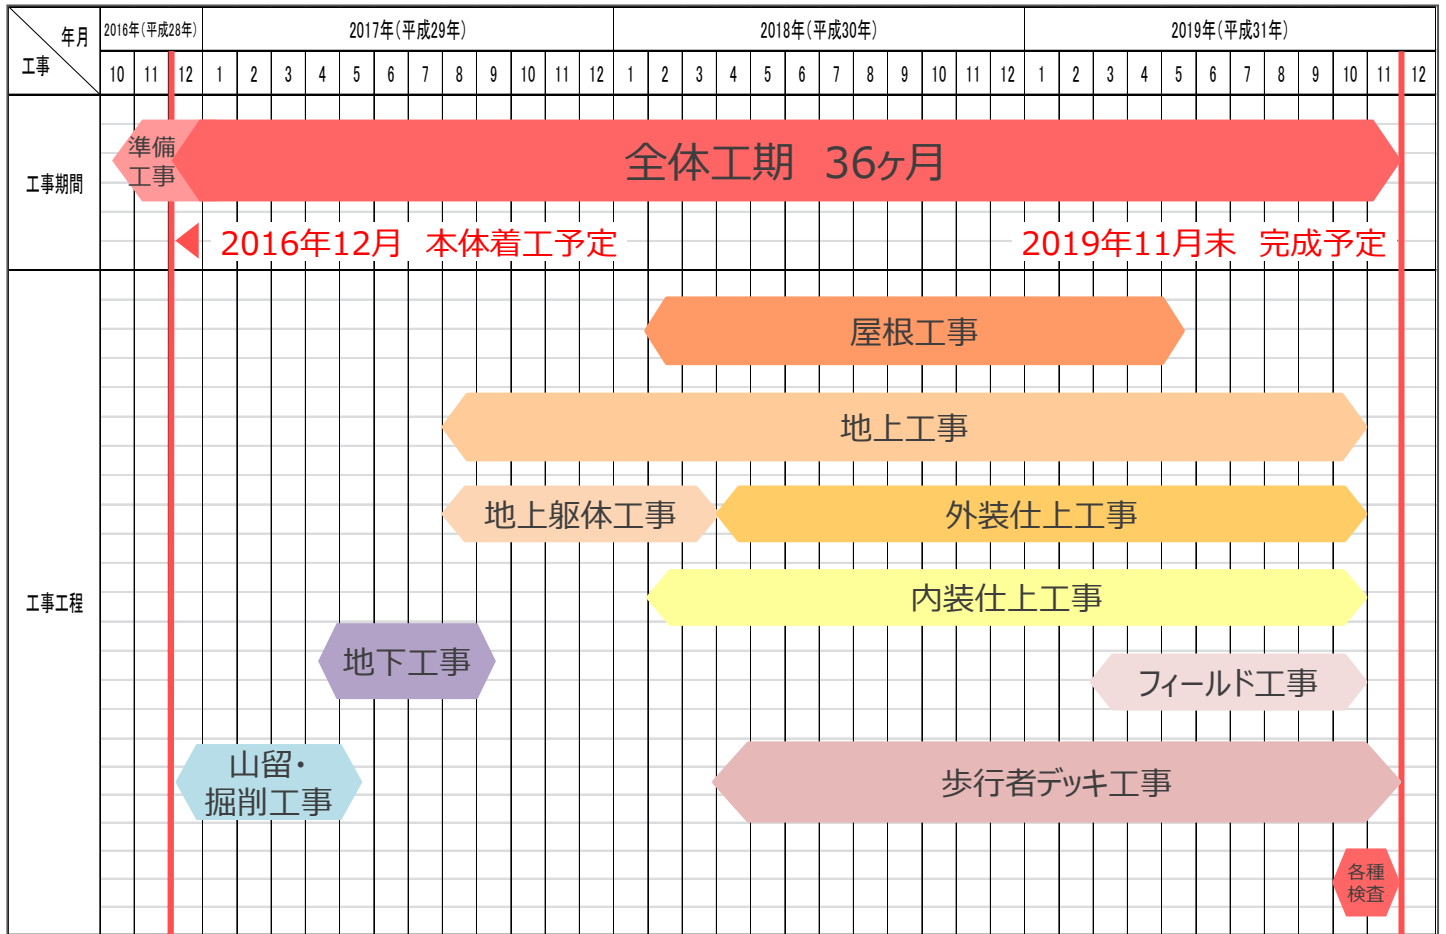 年月
工事
2016年(平成28年) 2017年(平成29年) 2018年(平成30年) 2019年(平成31年)
10 11 12 1 2 3 4 5 6 7 8 9 10 11 12 1 2 3 4 5 6 7 8 9 10 11 12 1 2 3 4 5 6 7 8 9 10 11 12
工事期間
準備
工事
全体工期 36ヶ月
2016年12月 本体着工予定
2019年11月末 完成予定
工事工程
屋根工事
地上工事
地上躯体工事
外装仕上工事
内装仕上工事
地下工事
フィールド工事
山留・
掘削工事
歩行者デッキ工事
各種
検査